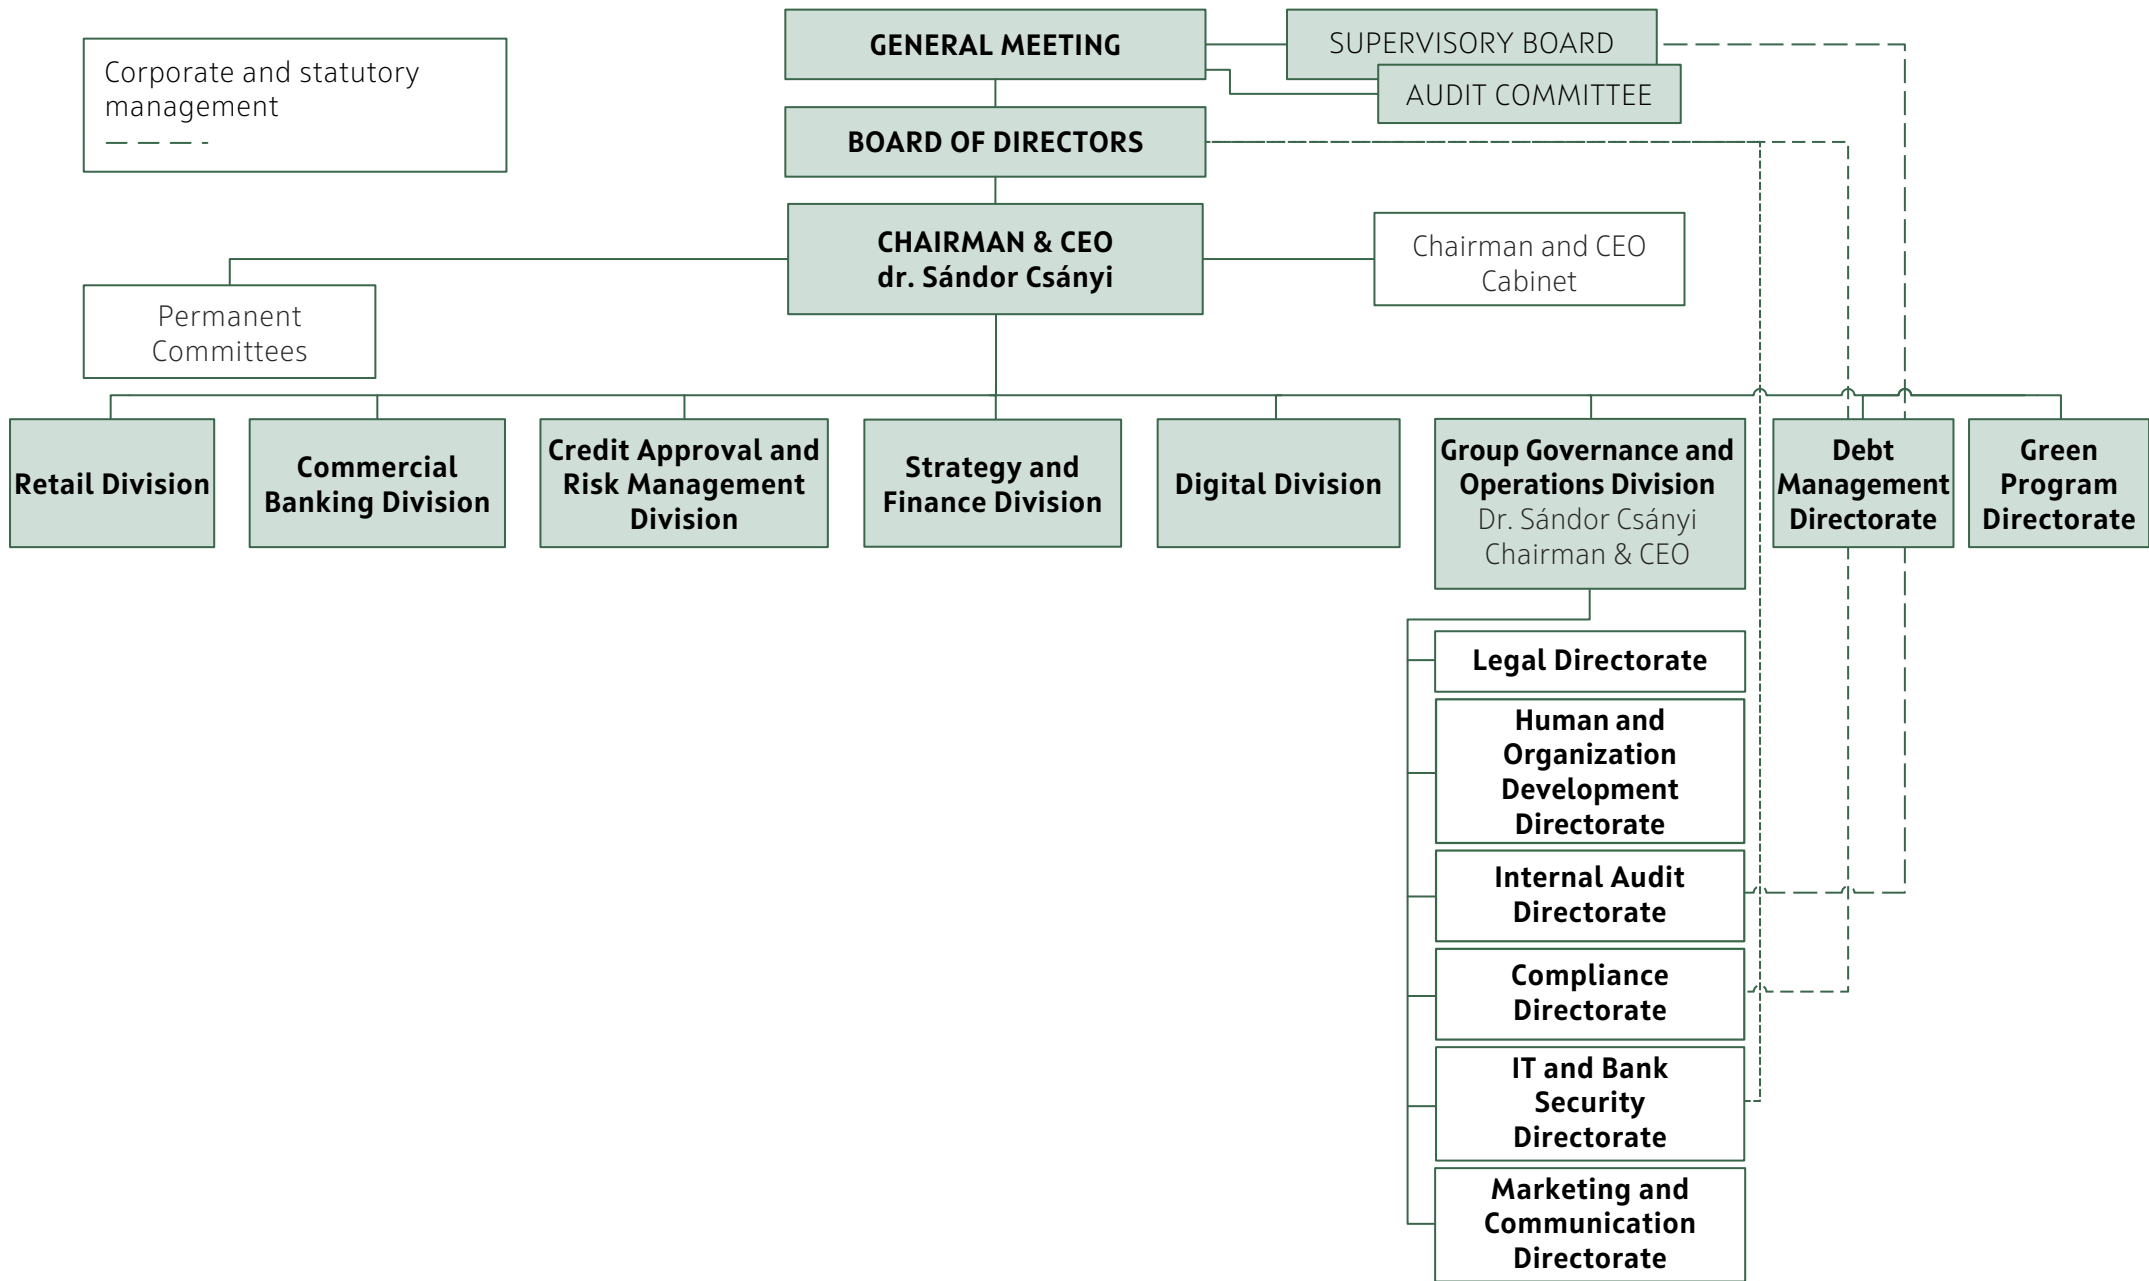 Corporate and statutory
management
GENERAL MEETING
SUPERVISORY BOARD
AUDIT COMMITTEE
BOARD OF DIRECTORS
CHAIRMAN & CEO
dr. Sándor Csányi
Chairman and CEO
Cabinet
Permanent
Committees
Retail Division
Commercial
Banking Division
Credit Approval and
Risk Management
Division
Strategy and
Finance Division
Digital Division
Group Governance and
Operations Division
Dr. Sándor Csányi
Chairman & CEO
Debt
Management
Directorate
Green
Program
Directorate
Legal Directorate
Human and
Organization
Development
Directorate
Internal Audit
Directorate
Compliance
Directorate
IT and Bank
Security
Directorate
Marketing and
Communication
Directorate